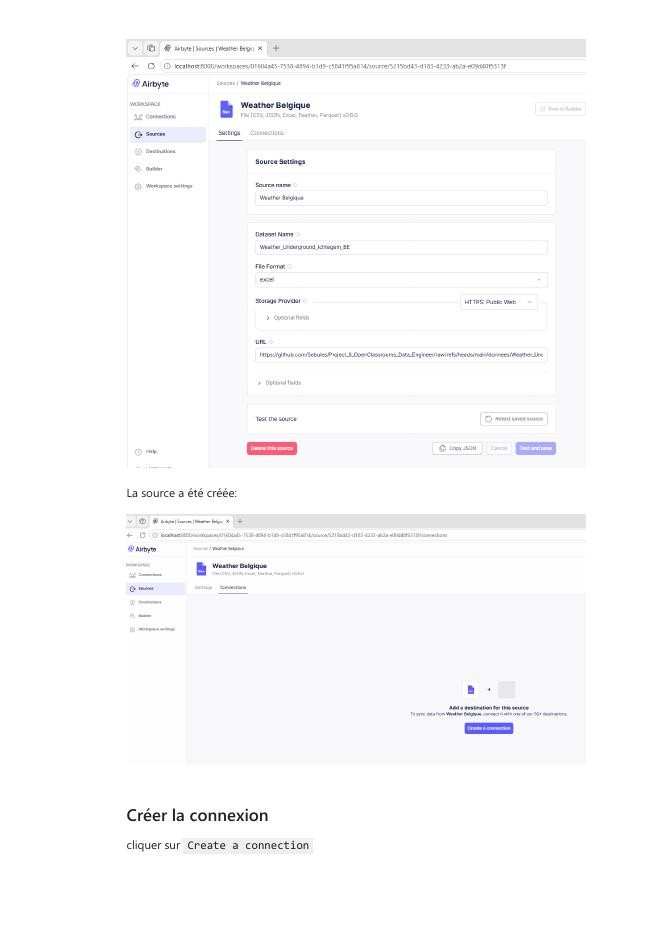 Airbyte | Sources | Weather Belgic
localhost:8000/workspaces/01604a45-7538-4894-b1d9-c5841f95a614/source/5215bd43-d183-4233-ab2a-e09d40f5313f
Airbyte
Sources / Weather Belgique
WORKSPACE
Connections
Sources
Destinations
Builder
Workspace settings
Help
Weather Belgique
File (CSV, JSON, Excel, Feather, Parquet) v0.6.0
Fork in Builder
Settings Connections
Source Settings
Source name
Weather Belgique
Dataset Name
Weather_Underground_Ichtegem_BE
File Format
excel
Storage Provider
HTTPS: Public Web
Optional fields
URL
https://github.com/Sebules/Project_8_OpenClassrooms_Data_Engineer/raw/refs/heads/main/donnees/Weather_Unc
Optional fields
Test the source
Retest saved source
Delete this source
Copy JSON
Cancel
Test and save
La source a été créée:
Airbyte | Sources | Weather Belgic
localhost:8000/workspaces/01604a45-7538-4894-b1d9-c5841f95a614/source/5215bd43-d183-4233-ab2a-e09d40f5313f/connections
Airbyte
Sources / Weather Belgique
WORKSPACE
Connections
Sources
Destinations
Builder
Workspace settings
Weather Belgique
File (CSV, JSON, Excel, Feather, Parquet) v0.6.0
Settings Connections
Add a destination for this source
To sync data from Weather Belgique, connect it with one of our 50+ destinations.
Create a connection
Créer la connexion
cliquer sur Create a connection